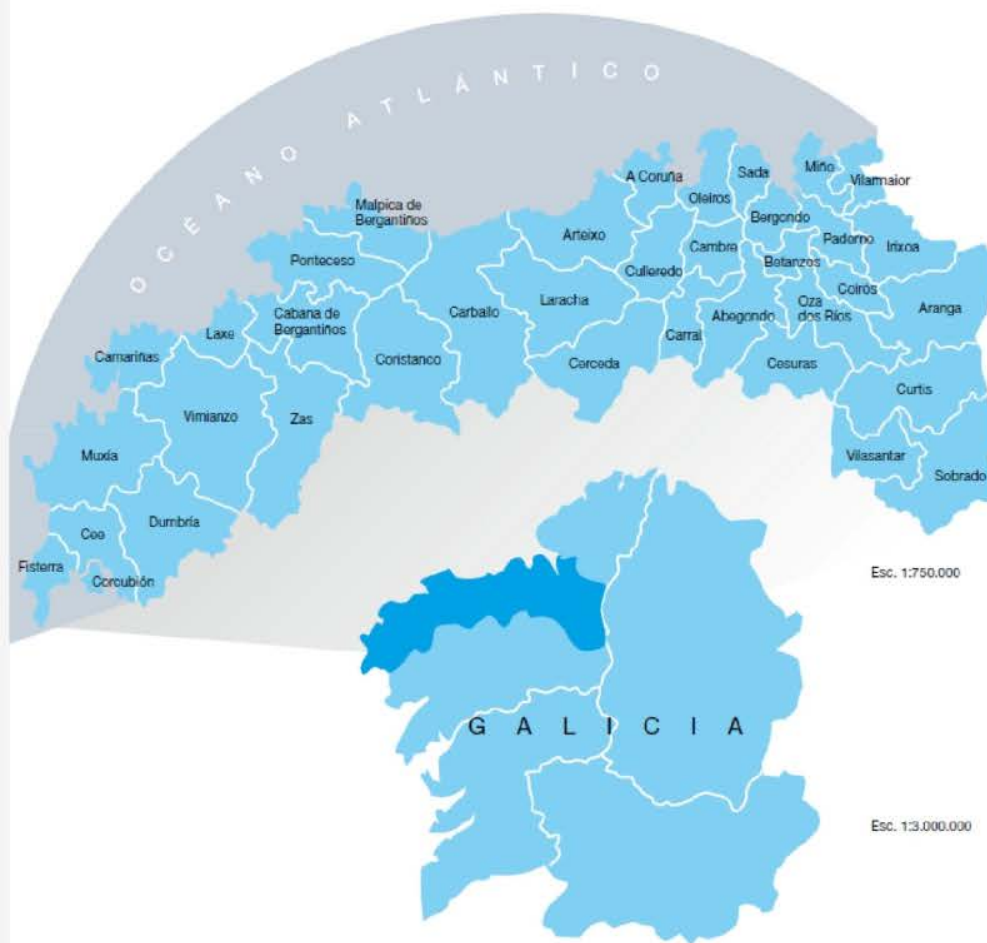 OCÉANO ATLÁNTICO
A Coruña
Sada
Miño
Vilarmaior
Oleiros
Malpica de
Bergantiños
Bergondo
Arteixo
Cambre
Paderno
Irixoa
Ponteceso
Betanzos
Culleredo
Coirós
Laracha
Oza
dos Ríos
Aranga
Cabana de
Bergantiños
Carballo
Abegondo
Laxe
Carral
Camariñas
Coristanco
Cerceda
Cesuras
Curtis
Vimianzo
Zas
Muxía
Vilasantar
Sobrado
Dumbría
Cee
Fisterra
Corcubión
Esc. 1:750.000
GALICIA
Esc. 1:3.000.000